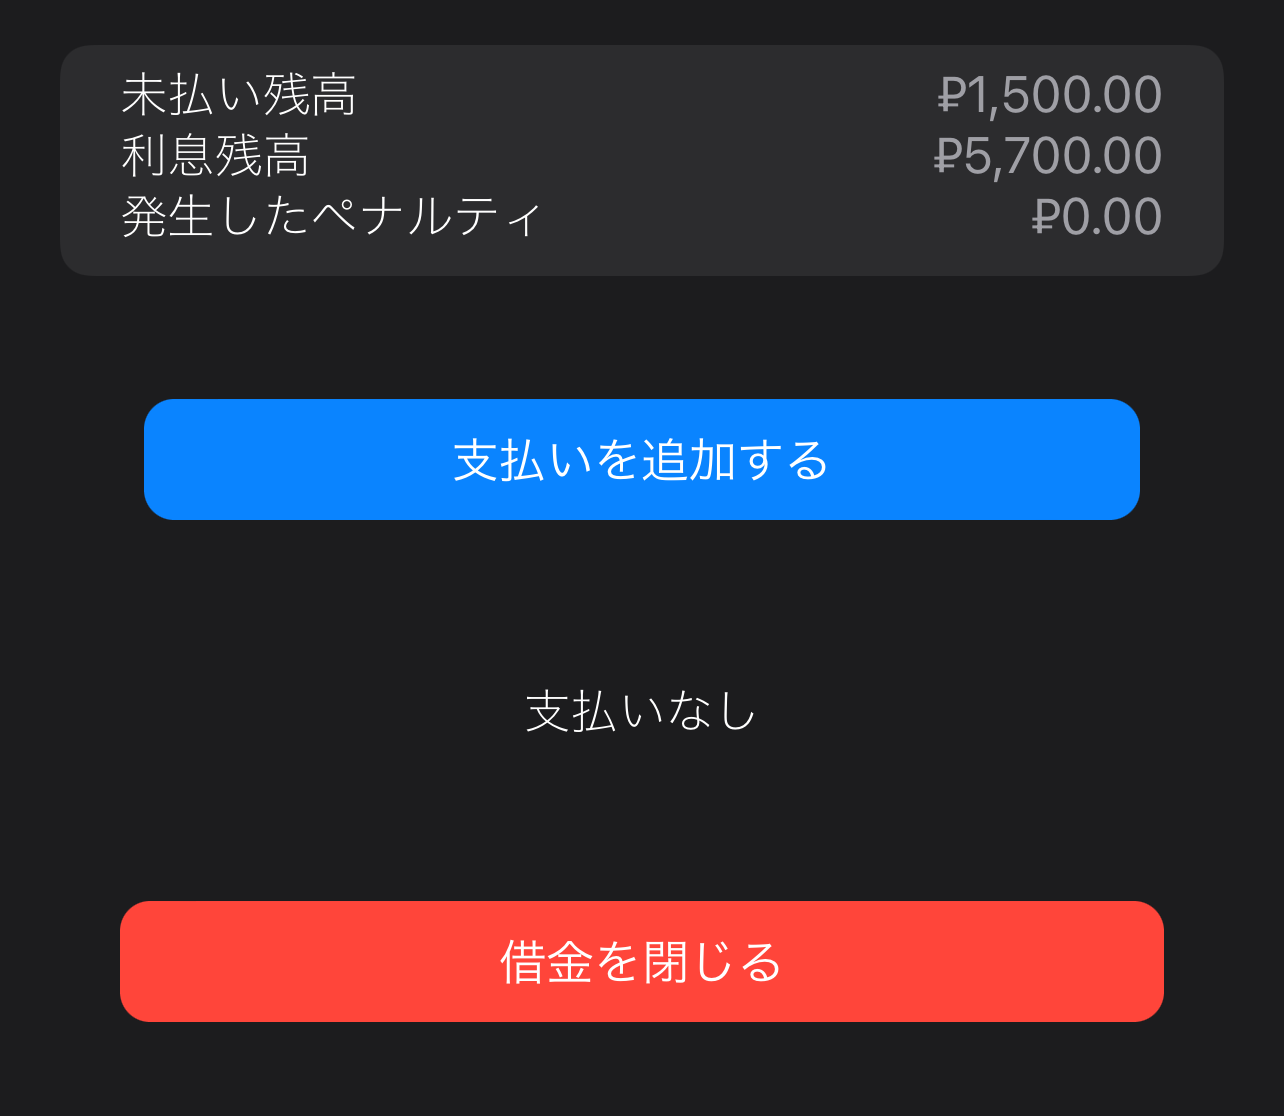 未払い残高 ₽1,500.00
利息残高 ₽5,700.00
発生したペナルティ ₽0.00
支払いを追加する
支払いなし
借金を閉じる